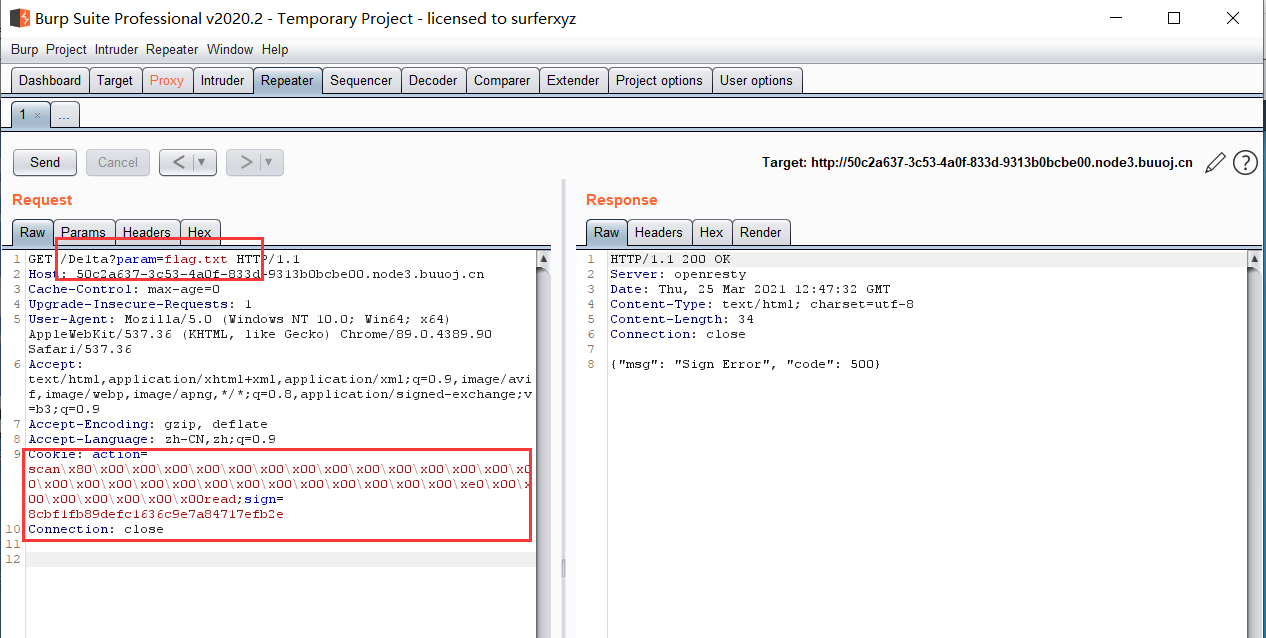 Burp Suite Professional v2020.2 - Temporary Project - licensed to surferxyz
Burp Project Intruder Repeater Window Help
Dashboard Target Proxy Intruder Repeater Sequencer Decoder Comparer Extender Project options User options
1 × ...
Send Cancel < ▼ > ▼ Target: http://50c2a637-3c53-4a0f-833d-9313b0bcbe00.node3.buuoj.cn ?
Request
Raw Params Headers Hex
1 GET /De1ta?param=flag.txt HTTP/1.1
2 Host: 50c2a637-3c53-4a0f-833d-9313b0bcbe00.node3.buuoj.cn
3 Cache-Control: max-age=0
4 Upgrade-Insecure-Requests: 1
5 User-Agent: Mozilla/5.0 (Windows NT 10.0; Win64; x64)
AppleWebKit/537.36 (KHTML, like Gecko) Chrome/89.0.4389.90
Safari/537.36
6 Accept:
text/html,application/xhtml+xml,application/xml;q=0.9,image/avi
f,image/webp,image/apng,*/*;q=0.8,application/signed-exchange;v
=b3;q=0.9
7 Accept-Encoding: gzip, deflate
8 Accept-Language: zh-CN,zh;q=0.9
9 Cookie: action=
scan\x80\x00\x00\x00\x00\x00\x00\x00\x00\x00\x00\x00\x00\x0
0\x00\x00\x00\x00\x00\x00\x00\x00\x00\x00\x00\x00\xe0\x00\x
00\x00\x00\x00\x00\x00read;sign=
8cbf1fb89defc1636c9e7a84717efb2e
10 Connection: close
11
12
Response
Raw Headers Hex Render
1 HTTP/1.1 200 OK
2 Server: openresty
3 Date: Thu, 25 Mar 2021 12:47:32 GMT
4 Content-Type: text/html; charset=utf-8
5 Content-Length: 34
6 Connection: close
7
8 {"msg": "Sign Error", "code": 500}